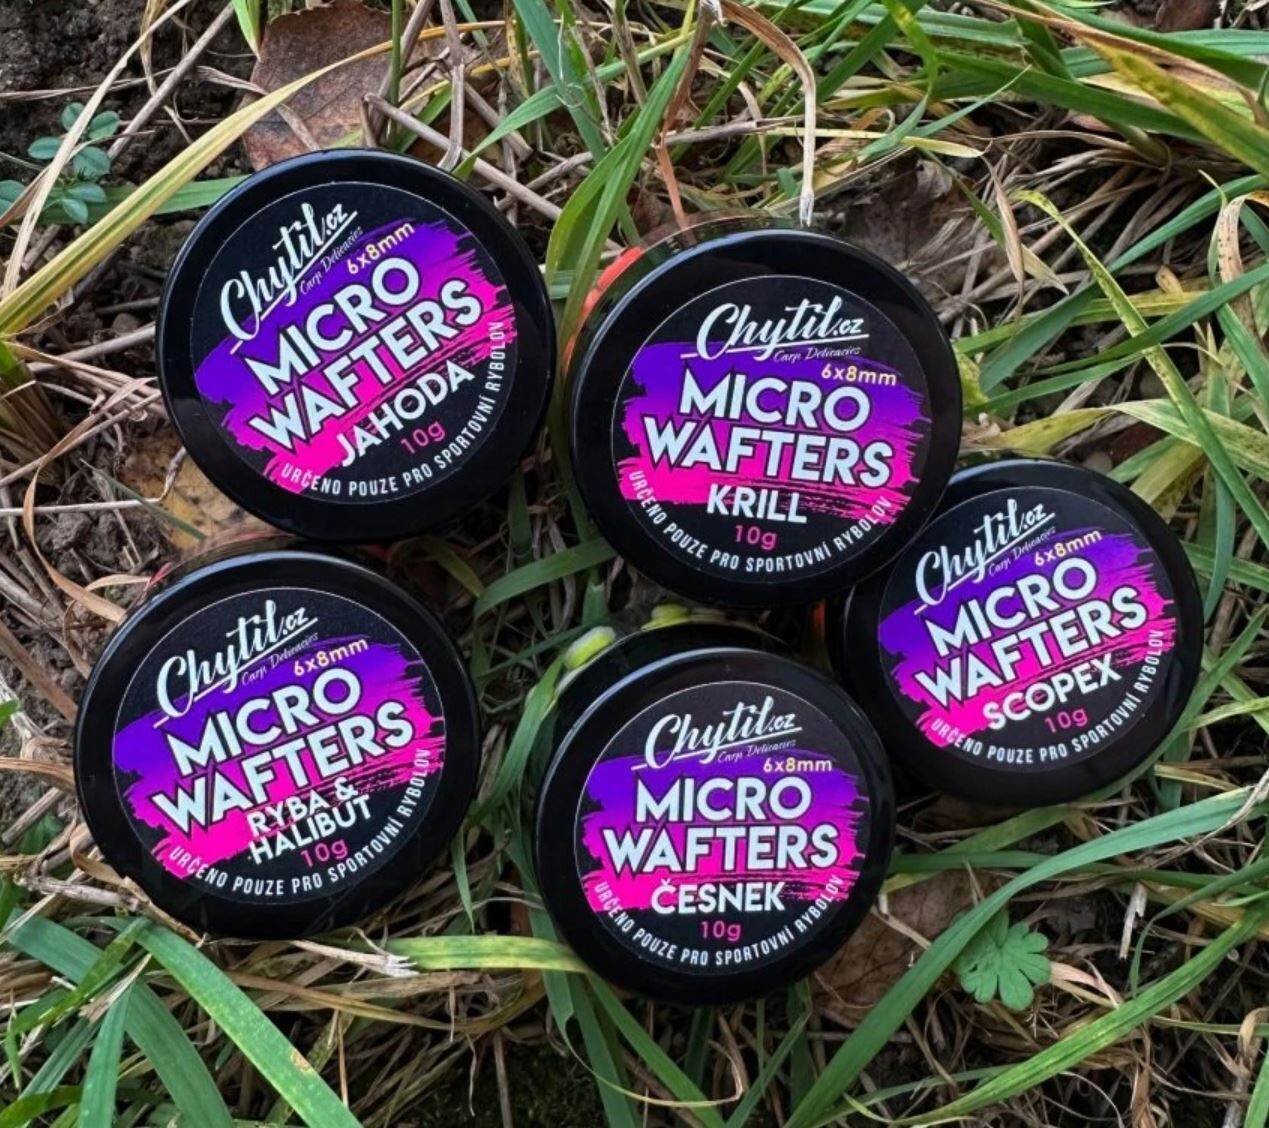 Chytil.cz
Carp Delicacies
6x8mm
MICRO
WAFTERS
JAHODA
10g
URČENO POUZE PRO SPORTOVNÍ RYBOLOV
Chytil.cz
Carp Delicacies
6x8mm
MICRO
WAFTERS
KRILL
10g
URČENO POUZE PRO SPORTOVNÍ RYBOLOV
Chytil.cz
Carp Delicacies
6x8mm
MICRO
WAFTERS
SCOPEX
10g
URČENO POUZE PRO SPORTOVNÍ RYBOLOV
Chytil.cz
Carp Delicacies
6x8mm
MICRO
WAFTERS
RYBA &
HALIBUT
10g
URČENO POUZE PRO SPORTOVNÍ RYBOLOV
Chytil.cz
Carp Delicacies
6x8mm
MICRO
WAFTERS
ČESNEK
10g
URČENO POUZE PRO SPORTOVNÍ RYBOLOV